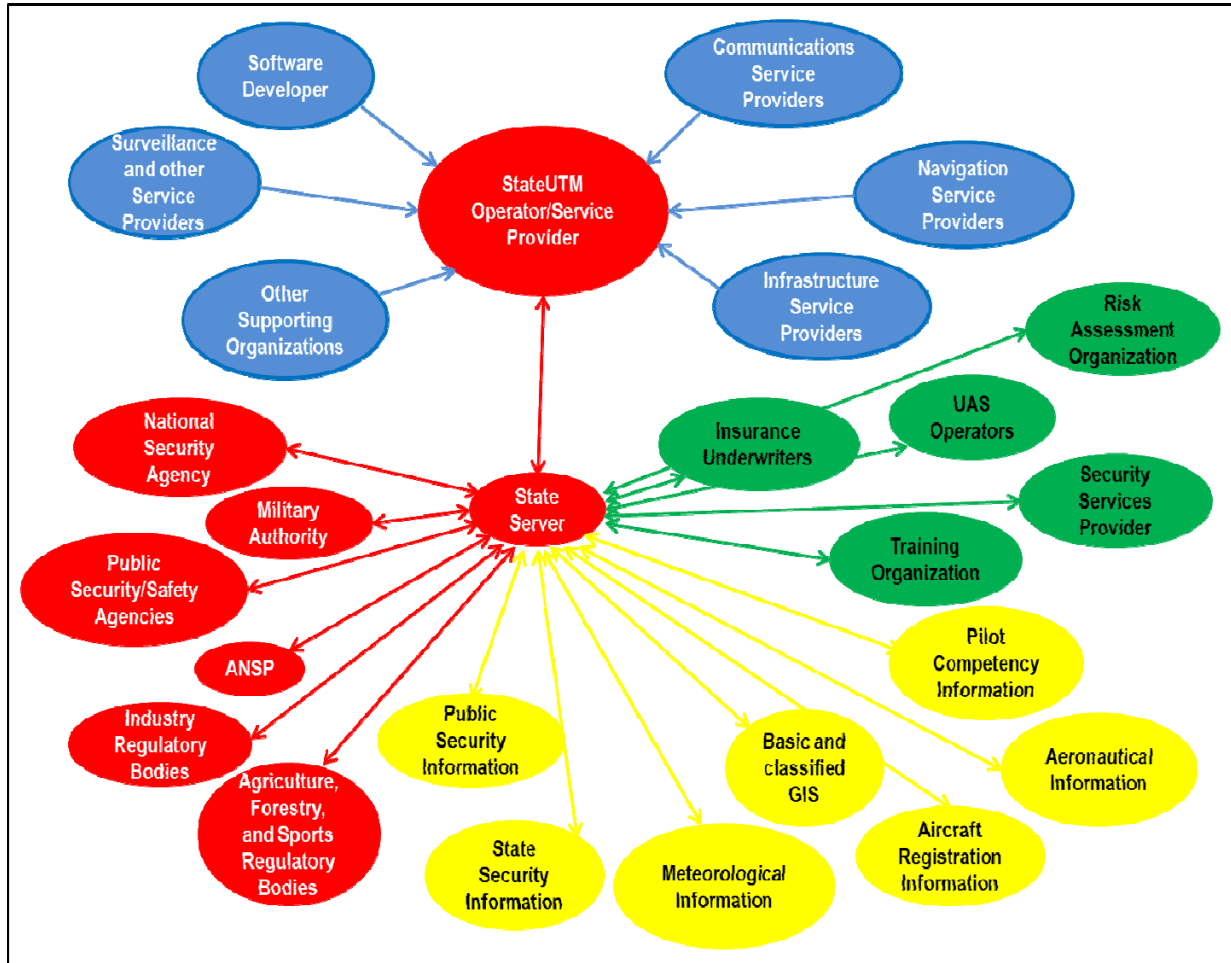 Software
Developer
Communications
Service
Providers
Surveillance
and other
Service
Providers
StateUTM
Operator/Service
Provider
Navigation
Service
Providers
Other
Supporting
Organizations
Infrastructure
Service
Providers
Risk
Assessment
Organization
National
Security
Agency
Insurance
Underwriters
UAS
Operators
Military
Authority
State
Server
Security
Services
Provider
Public
Security/Safety
Agencies
Training
Organization
ANSP
Pilot
Competency
Information
Industry
Regulatory
Bodies
Public
Security
Information
Basic and
classified
GIS
Aeronautical
Information
Agriculture,
Forestry,
and Sports
Regulatory
Bodies
State
Security
Information
Meteorological
Information
Aircraft
Registration
Information